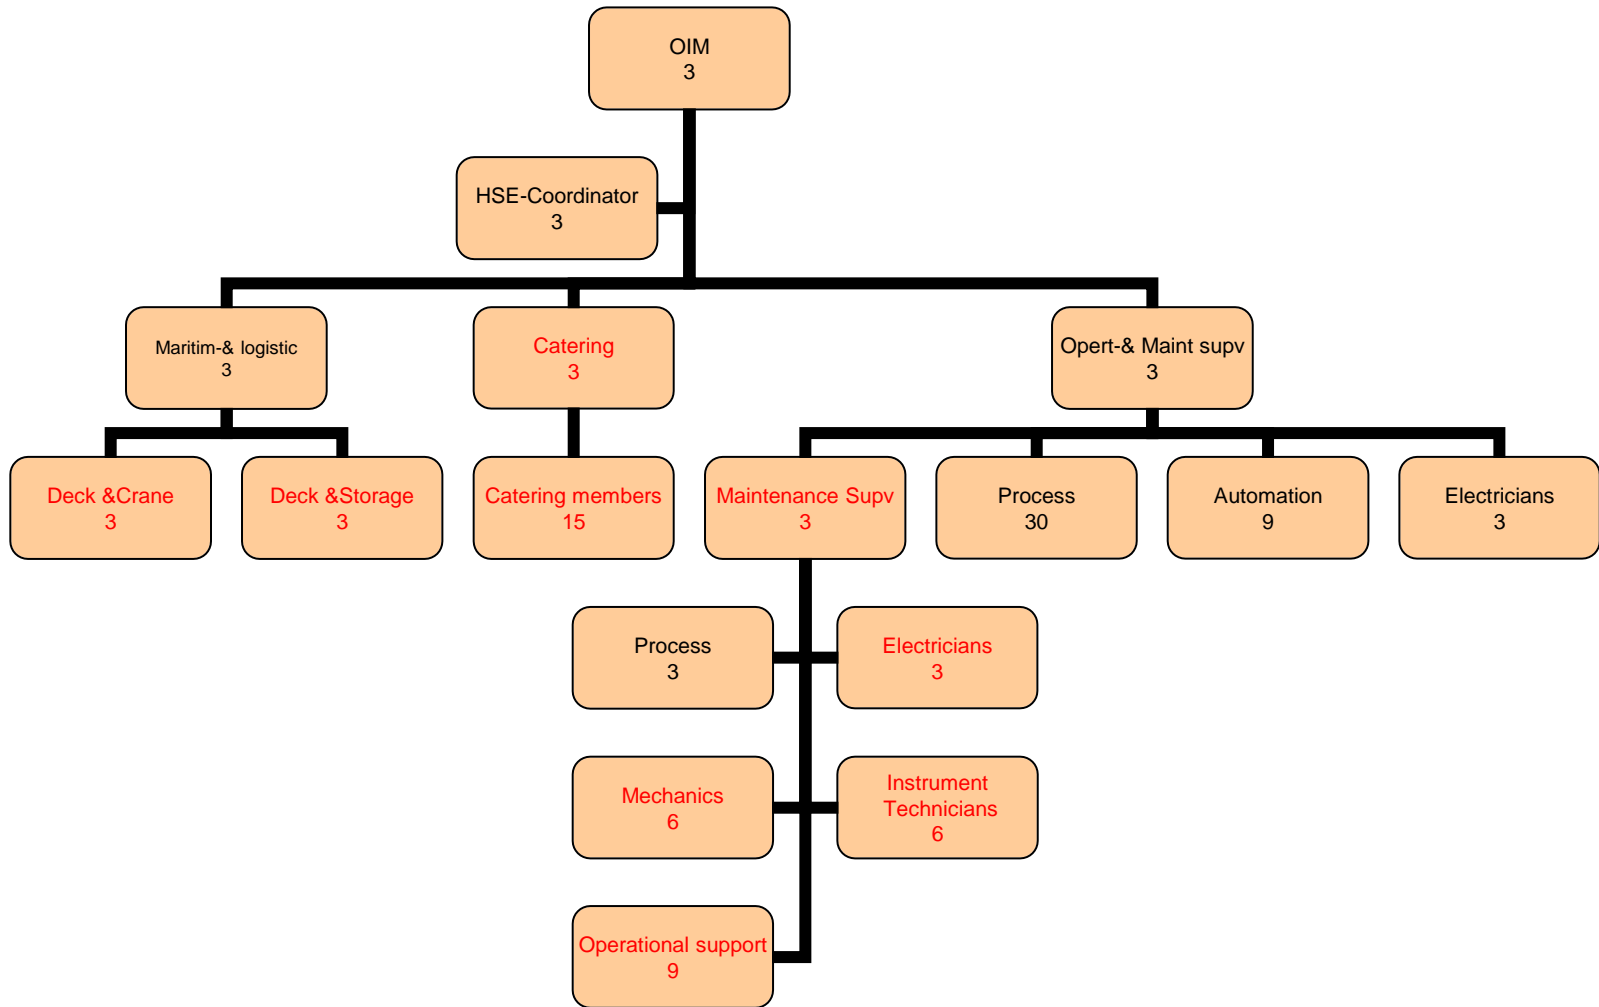 OIM
3
HSE-Coordinator
3
Maritim-& logistic
3
Catering
3
Opert-& Maint supv
3
Deck &Crane
3
Deck &Storage
3
Catering members
15
Maintenance Supv
3
Process
30
Automation
9
Electricians
3
Process
3
Electricians
3
Mechanics
6
Instrument
Technicians
6
Operational support
9